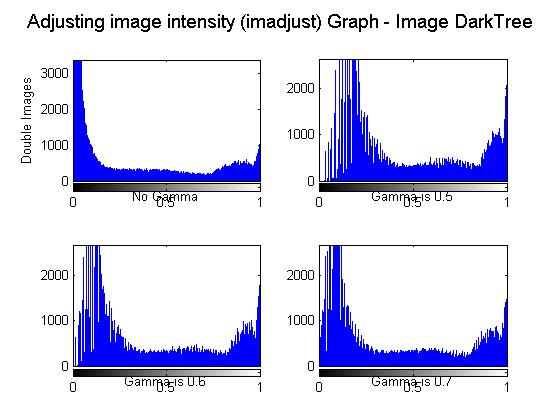 Adjusting image intensity (imadjust) Graph - Image DarkTree
3000
2000
1000
0
Double Images
0 0.5 1
No Gamma
2000
1000
0
0 0.5 1
Gamma is 0.5
2000
1000
0
0 0.5 1
Gamma is 0.6
2000
1000
0
0 0.5 1
Gamma is 0.7